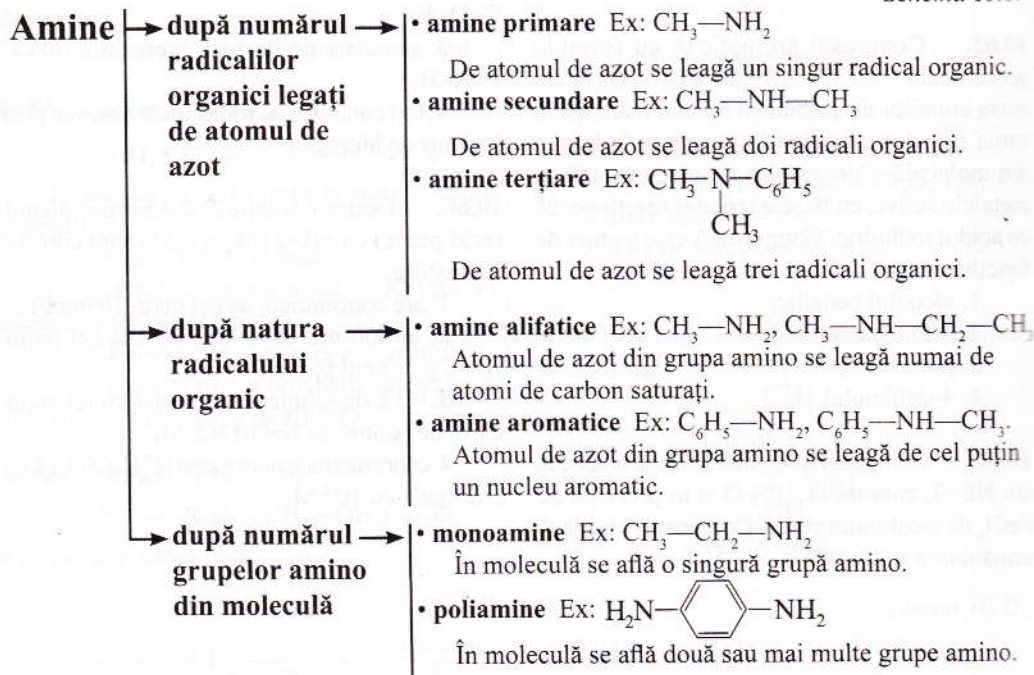 Amine
după numărul
radicalilor
organici legați
de atomul de
azot
• amine primare Ex: CH₃—NH₂
De atomul de azot se leagă un singur radical organic.
• amine secundare Ex: CH₃—NH—CH₃
De atomul de azot se leagă doi radicali organici.
• amine terțiare Ex: CH₃—N—C₆H₅
CH₃
De atomul de azot se leagă trei radicali organici.
după natura
radicalului
organic
• amine alifatice Ex: CH₃—NH₂, CH₃—NH—CH₂—CH₃
Atomul de azot din grupa amino se leagă numai de
atomi de carbon saturați.
• amine aromatice Ex: C₆H₅—NH₂, C₆H₅—NH—CH₃.
Atomul de azot din grupa amino se leagă de cel puțin
un nucleu aromatic.
după numărul
grupelor amino
din moleculă
• monoamine Ex: CH₃—CH₂—NH₂
În moleculă se află o singură grupă amino.
• poliamine Ex: H₂N— —NH₂
În moleculă se află două sau mai multe grupe amino.